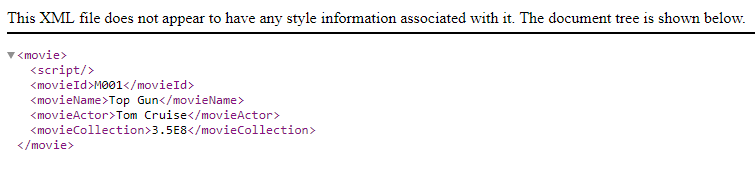 This XML file does not appear to have any style information associated with it. The document tree is shown below.
▼<movie>
<script/>
<movieId>M001</movieId>
<movieName>Top Gun</movieName>
<movieActor>Tom Cruise</movieActor>
<movieCollection>3.5E8</movieCollection>
</movie>